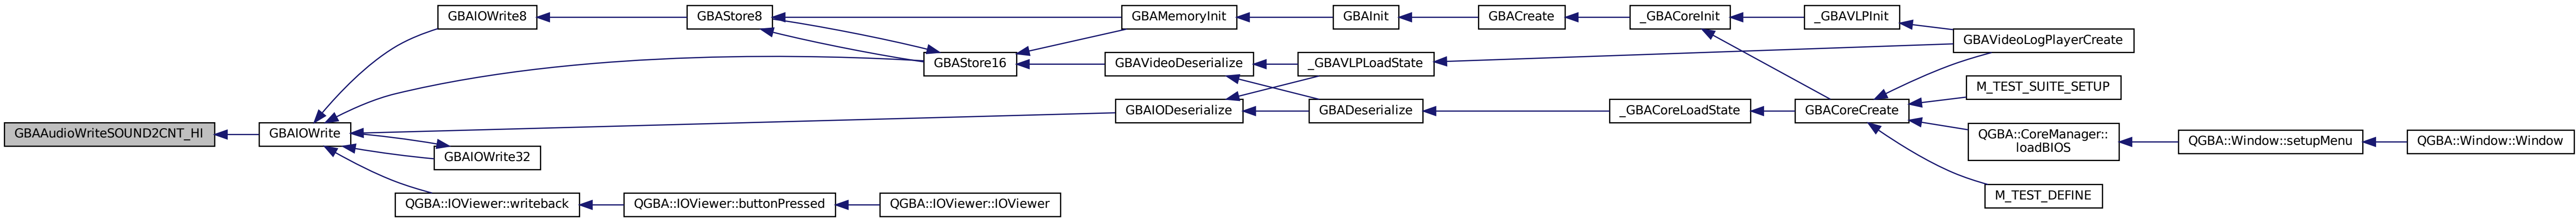 GBAAudioWriteSOUND2CNT_HI
GBAIOWrite
GBAIOWrite8
GBAStore8
GBAStore16
GBAMemoryInit
GBAInit
GBACreate
_GBACoreInit
_GBAVLPInit
GBAVideoLogPlayerCreate
GBAVideoDeserialize
_GBAVLPLoadState
GBAIODeserialize
GBADeserialize
_GBACoreLoadState
GBACoreCreate
M_TEST_SUITE_SETUP
QGBA::CoreManager::
loadBIOS
QGBA::Window::setupMenu
QGBA::Window::Window
M_TEST_DEFINE
GBAIOWrite32
QGBA::IOViewer::writeback
QGBA::IOViewer::buttonPressed
QGBA::IOViewer::IOViewer